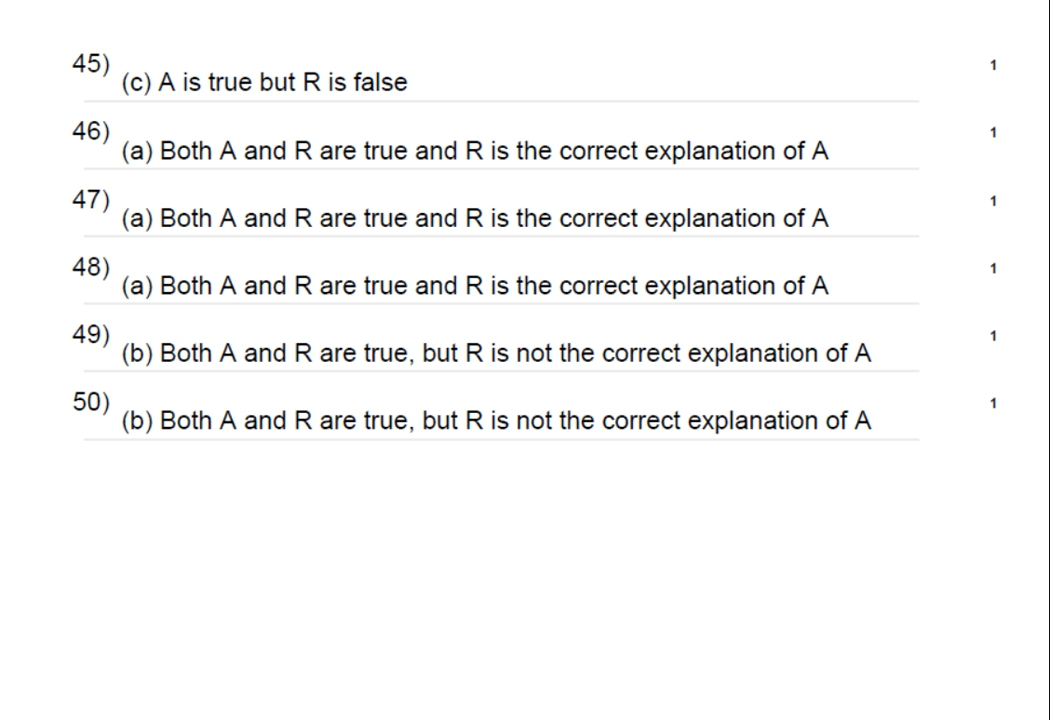 45) 1
(c) A is true but R is false
46) 1
(a) Both A and R are true and R is the correct explanation of A
47) 1
(a) Both A and R are true and R is the correct explanation of A
48) 1
(a) Both A and R are true and R is the correct explanation of A
49) 1
(b) Both A and R are true, but R is not the correct explanation of A
50) 1
(b) Both A and R are true, but R is not the correct explanation of A